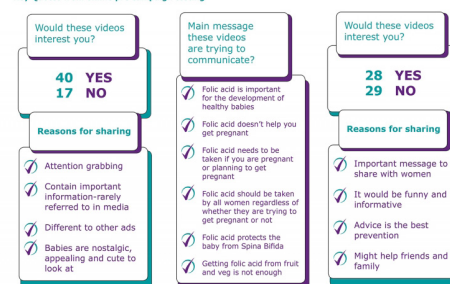 Would these videos
interest you?
40 YES
17 NO
Reasons for sharing
Attention grabbing
Contain important
information-rarely
referred to in media
Different to other ads
Babies are nostalgic,
appealing and cute to
look at
Main message
these videos
are trying to
communicate?
Folic acid is important
for the development of
healthy babies
Folic acid doesn't help you
get pregnant
Folic acid needs to be
taken if you are pregnant
or planning to get
pregnant
Folic acid should be taken
by all women regardless of
whether they are trying to
get pregnant or not
Folic acid protects the
baby from Spina Bifida
Getting folic acid from fruit
and veg is not enough
Would these videos
interest you?
28 YES
29 NO
Reasons for sharing
Important message to
share with women
It would be funny and
informative
Advice is the best
prevention
Might help friends and
family